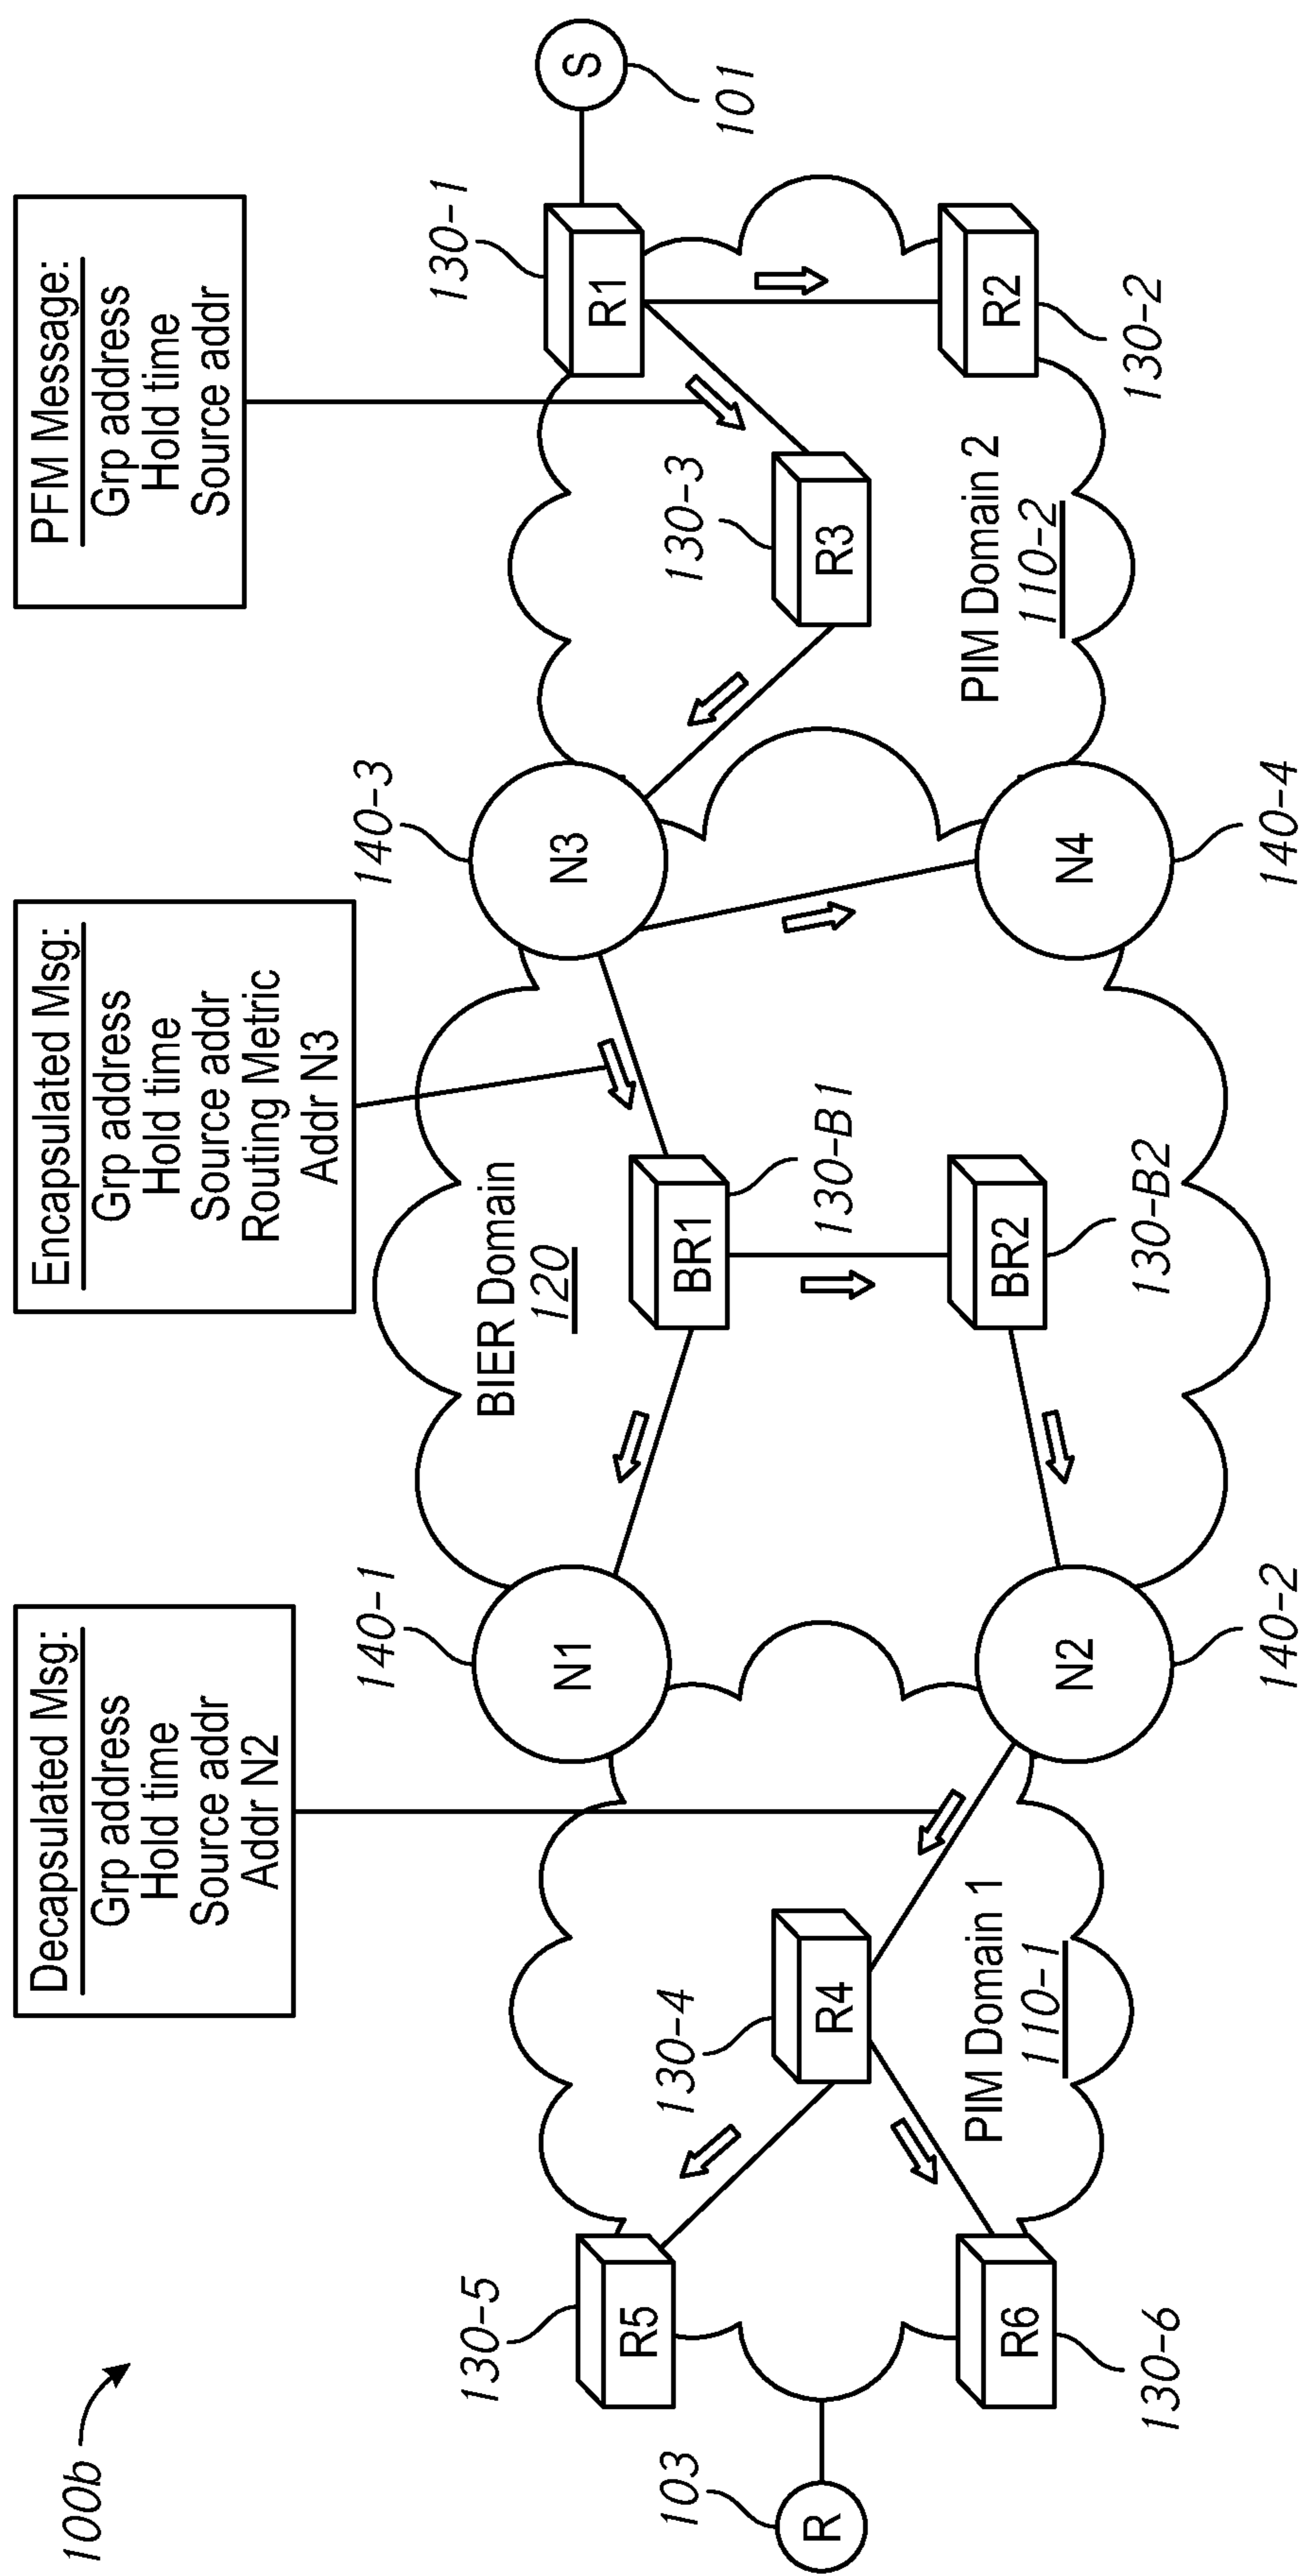 100b
Decapsulated Msg:
Grp address
Hold time
Source addr
Addr N2
Encapsulated Msg:
Grp address
Hold time
Source addr
Routing Metric
Addr N3
PFM Message:
Grp address
Hold time
Source addr
140-1
140-3
130-1
S
101
130-5
N1
BIER Domain
120
N3
R1
103
R5
130-4
BR1
130-3
R
R4
130-B1
R3
PIM Domain 1
110-1
PIM Domain 2
110-2
R6
N2
BR2
N4
R2
130-6
140-2
130-B2
140-4
130-2